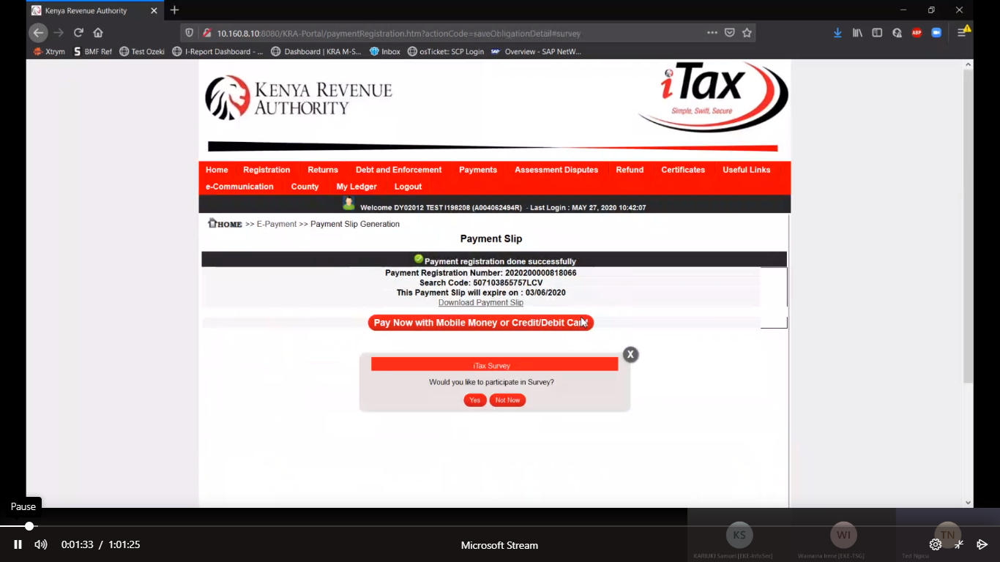 Kenya Revenue Authority
10.160.8.10:8080/KRA-Portal/paymentRegistration.htm?actionCode=saveObligationDetail#survey
ABP
Xtrym BMF Ref Test Ozeki I-Report Dashboard - ... Dashboard | KRA M-S... Inbox osTicket:: SCP Login Overview - SAP NetW...
KENYA REVENUE
AUTHORITY
iTax
Simple, Swift, Secure
Home Registration Returns Debt and Enforcement Payments Assessment Disputes Refund Certificates Useful Links
e-Communication County My Ledger Logout
Welcome DY02012 TEST I198208 (A004062494R) - Last Login : MAY 27, 2020 10:42:07
HOME >> E-Payment >> Payment Slip Generation
Payment Slip
Payment registration done successfully
Payment Registration Number: 2020200000818066
Search Code: 507103855757LCV
This Payment Slip will expire on : 03/06/2020
Download Payment Slip
Pay Now with Mobile Money or Credit/Debit Card
X
iTax Survey
Would you like to participate in Survey?
Yes Not Now
Pause
0:01:33 / 1:01:25
Microsoft Stream
KS WI TN
KARIUKI Samuel [EKE-InfoSec] Wamaina Irene [EKE-TSG] Ted Ngicu